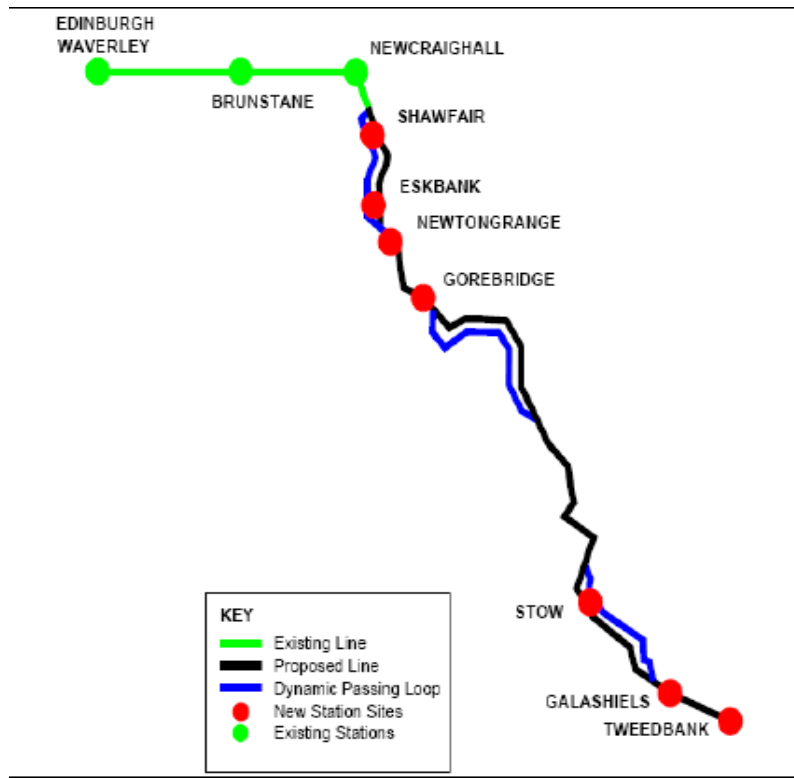 EDINBURGH
WAVERLEY
NEWCRAIGHALL
BRUNSTANE
SHAWFAIR
ESKBANK
NEWTONGRANGE
GOREBRIDGE
STOW
GALASHIELS
TWEEDBANK
KEY
Existing Line
Proposed Line
Dynamic Passing Loop
New Station Sites
Existing Stations